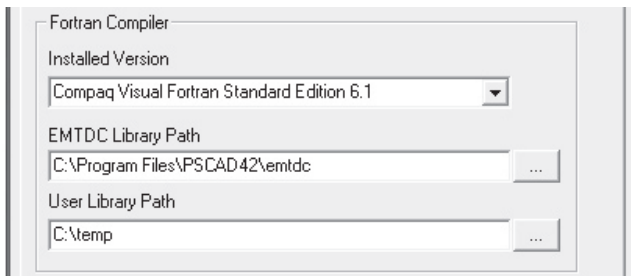 Fortran Compiler
Installed Version
Compaq Visual Fortran Standard Edition 6.1
EMTDC Library Path
C:\Program Files\PSCAD42\emtdc
...
User Library Path
C:\temp
...